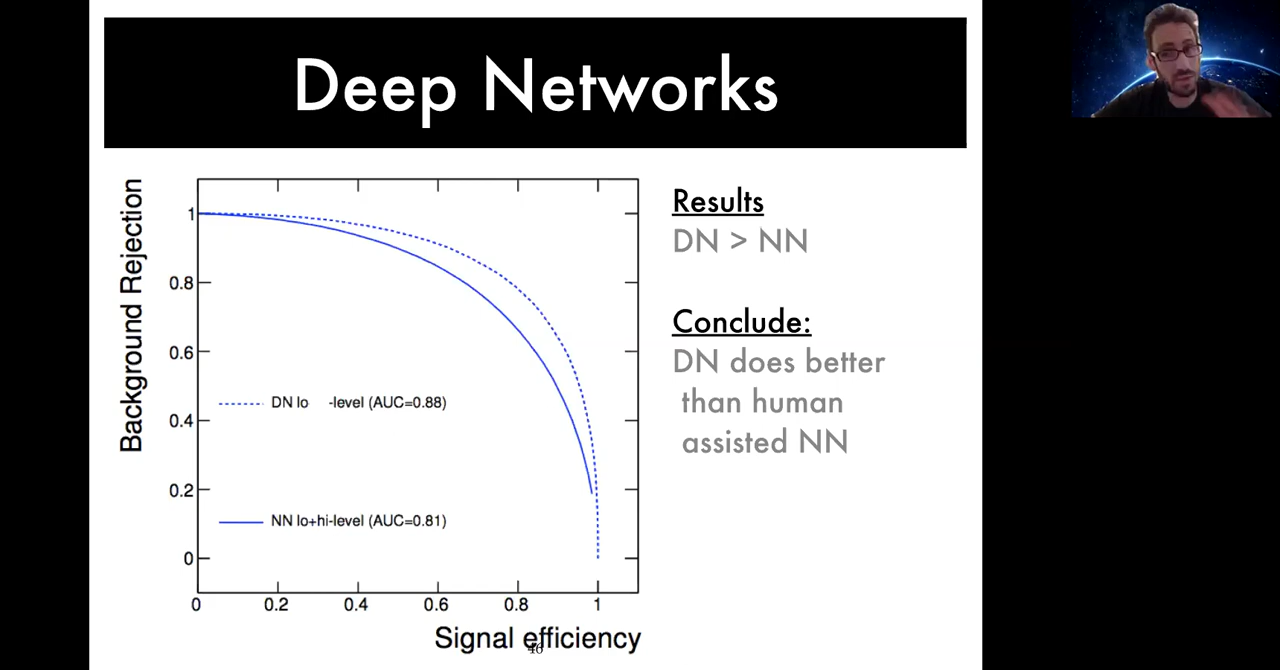 Deep Networks
Background Rejection
1
0.8
0.6
0.4
0.2
0
DN lo -level (AUC=0.88)
NN lo+hi-level (AUC=0.81)
0 0.2 0.4 0.6 0.8 1
Signal efficiency
46
Results
DN > NN
Conclude:
DN does better
than human
assisted NN